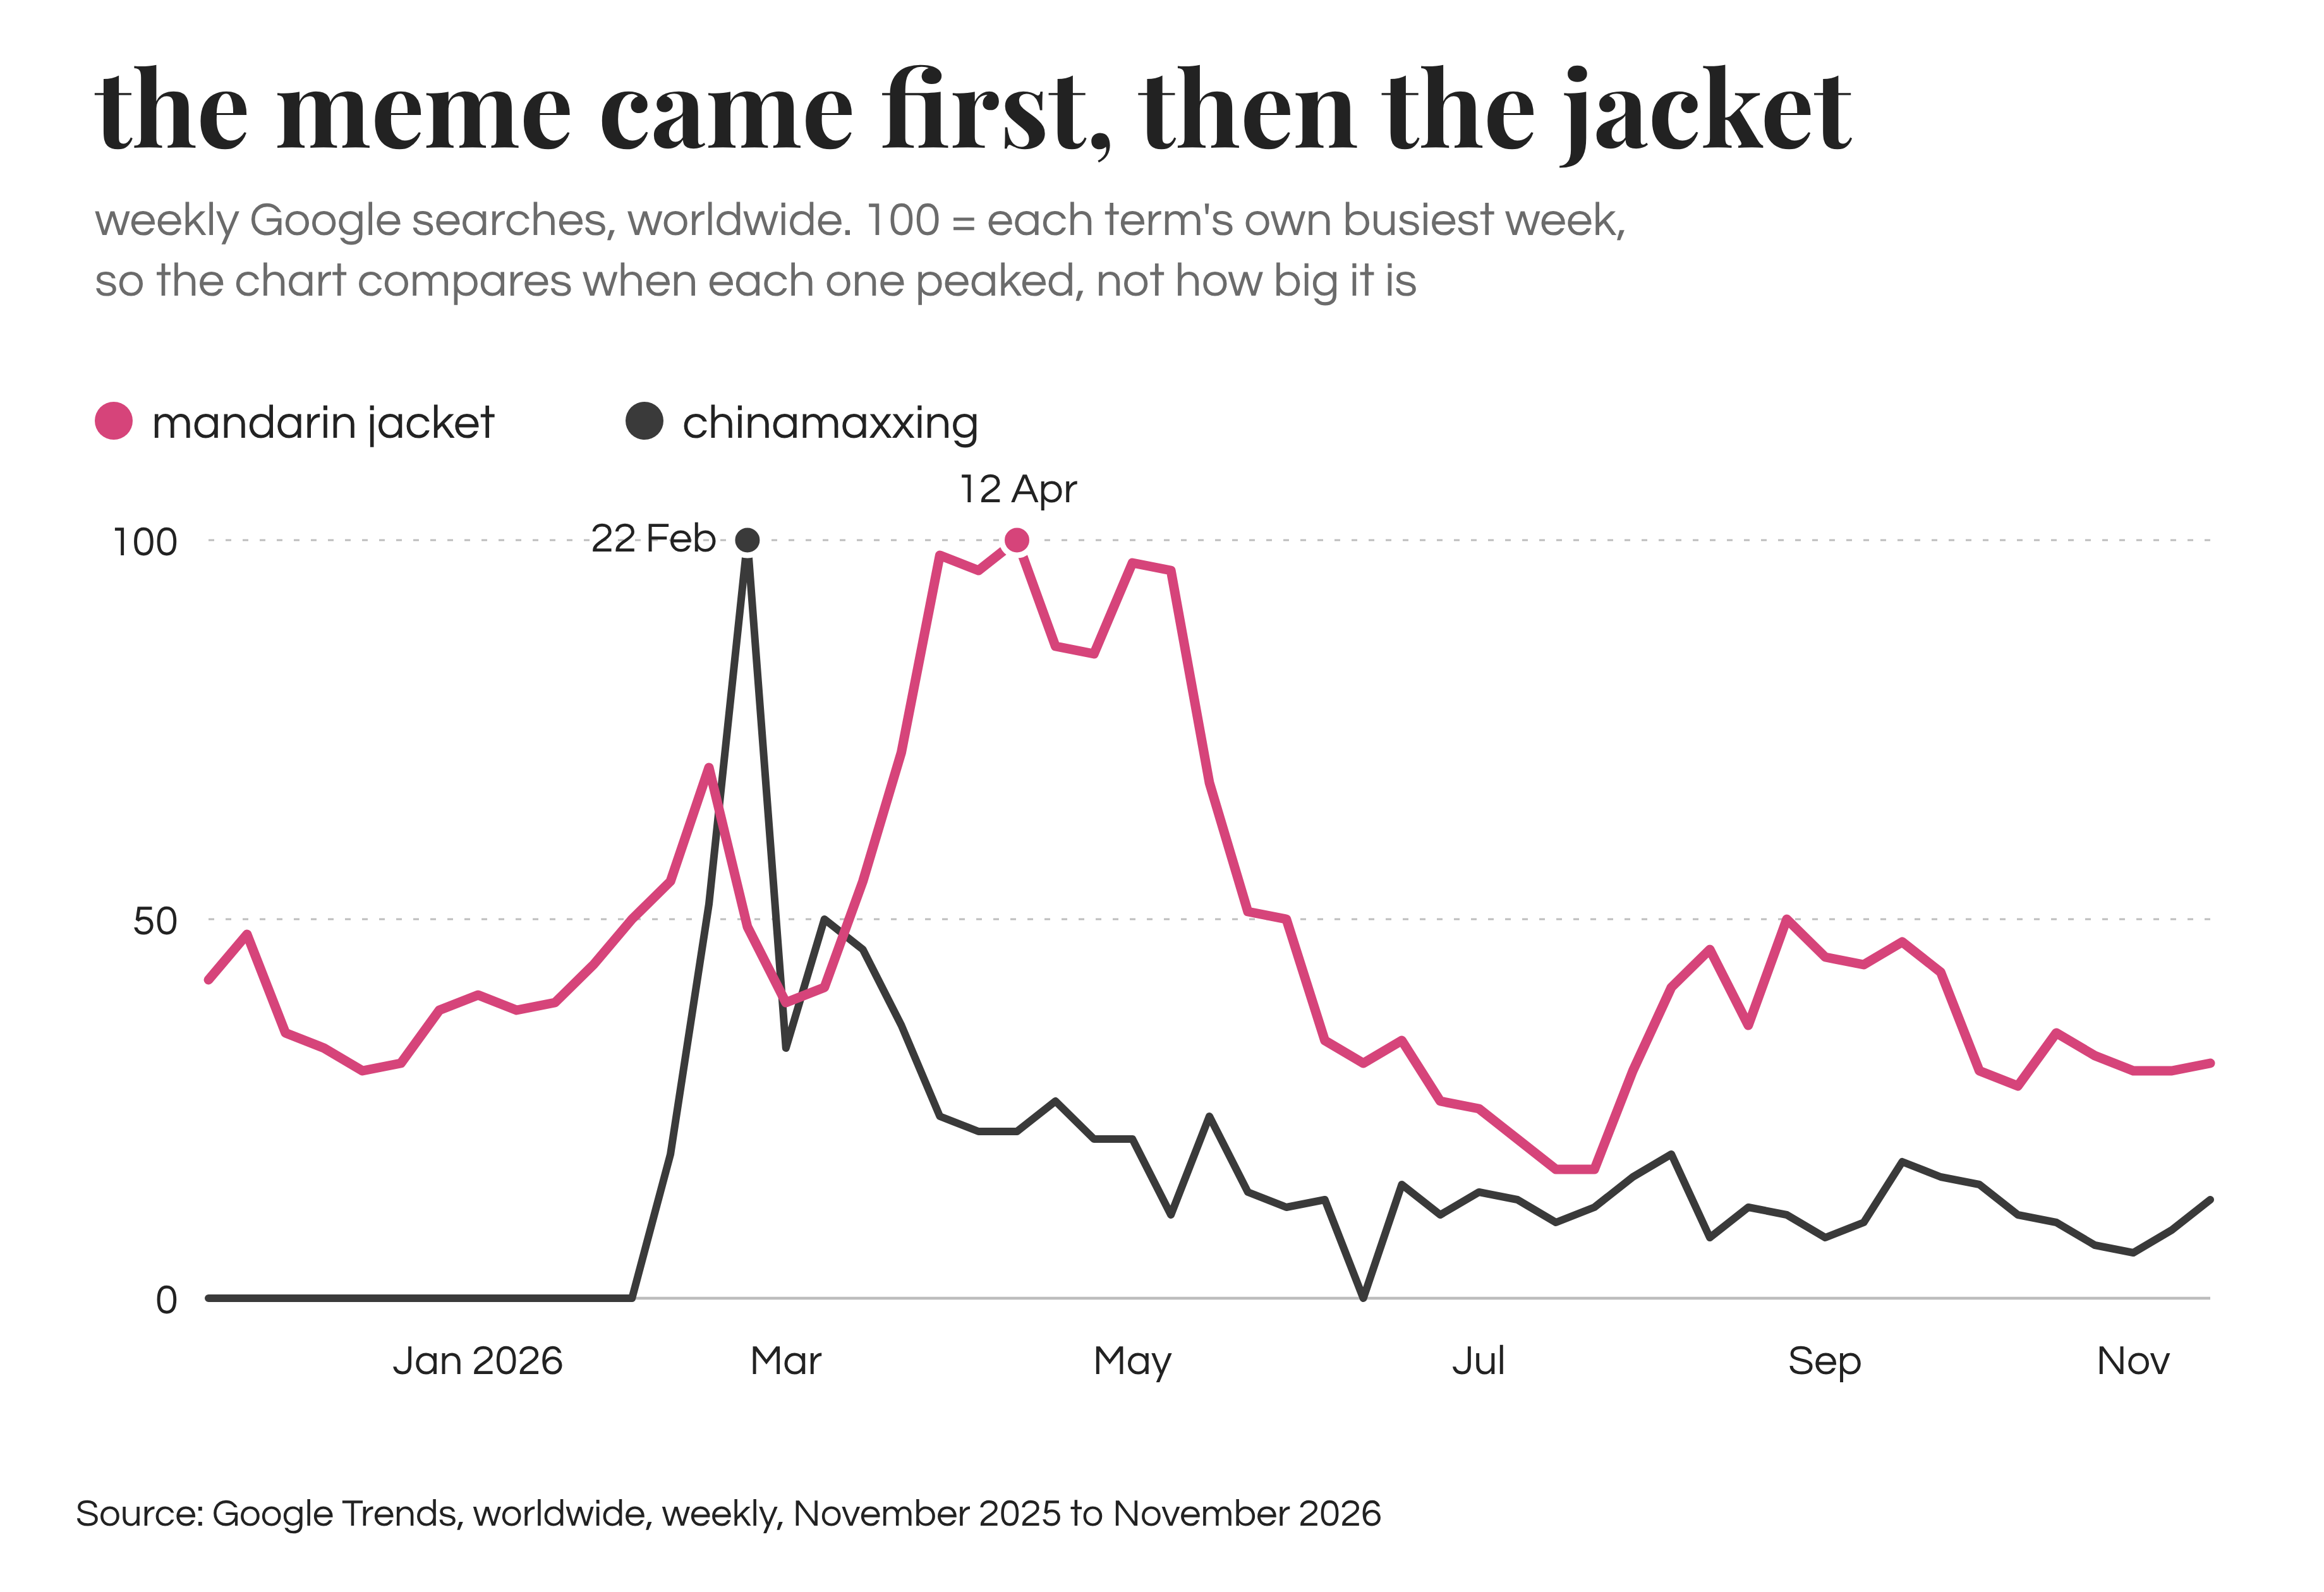 the meme came first, then the jacket
weekly Google searches, worldwide. 100 = each term's own busiest week,
so the chart compares when each one peaked, not how big it is
mandarin jacket
chinamaxxing
12 Apr
22 Feb
100
50
0
Jan 2026
Mar
May
Jul
Sep
Nov
Source: Google Trends, worldwide, weekly, November 2025 to November 2026